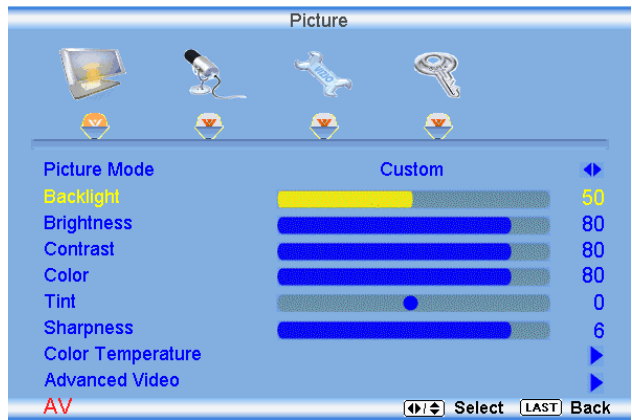 Picture
Picture Mode Custom
Backlight 50
Brightness 80
Contrast 80
Color 80
Tint 0
Sharpness 6
Color Temperature
Advanced Video
AV Select LAST Back